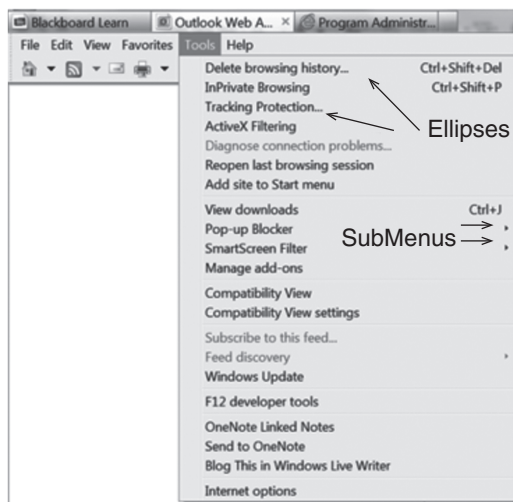 Blackboard Learn Outlook Web A... × Program Administr...
File Edit View Favorites Tools Help
Delete browsing history... Ctrl+Shift+Del
InPrivate Browsing Ctrl+Shift+P
Tracking Protection...
ActiveX Filtering
Ellipses
Diagnose connection problems...
Reopen last browsing session
Add site to Start menu
View downloads Ctrl+J
Pop-up Blocker
SubMenus
SmartScreen Filter
Manage add-ons
Compatibility View
Compatibility View settings
Subscribe to this feed...
Feed discovery
Windows Update
F12 developer tools
OneNote Linked Notes
Send to OneNote
Blog This in Windows Live Writer
Internet options